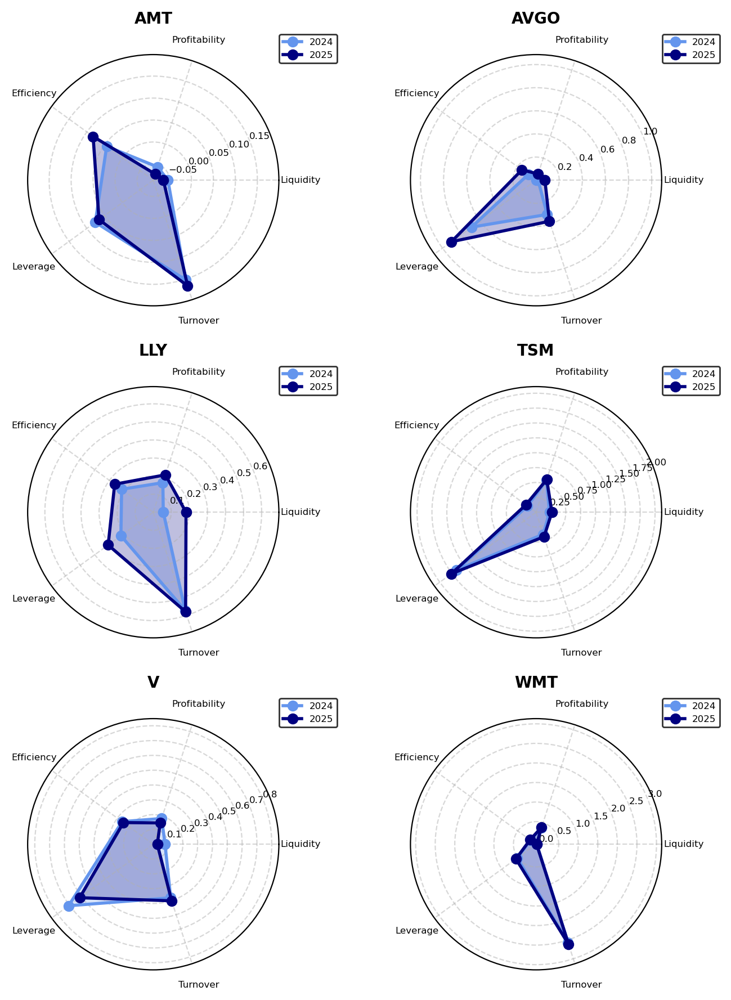 AMT
Profitability
2024
2025
Efficiency
0.15
0.10
0.05
0.00
−0.05
Liquidity
Leverage
Turnover
AVGO
Profitability
2024
2025
Efficiency
1.0
0.8
0.6
0.4
0.2
Liquidity
Leverage
Turnover
LLY
Profitability
2024
2025
Efficiency
0.6
0.5
0.4
0.3
0.2
0.1
Liquidity
Leverage
Turnover
TSM
Profitability
2024
2025
Efficiency
2.00
1.75
1.50
1.25
1.00
0.75
0.50
0.25
Liquidity
Leverage
Turnover
V
Profitability
2024
2025
Efficiency
0.8
0.7
0.6
0.5
0.4
0.3
0.2
0.1
Liquidity
Leverage
Turnover
WMT
Profitability
2024
2025
Efficiency
3.0
2.5
2.0
1.5
1.0
0.5
0.0
Liquidity
Leverage
Turnover